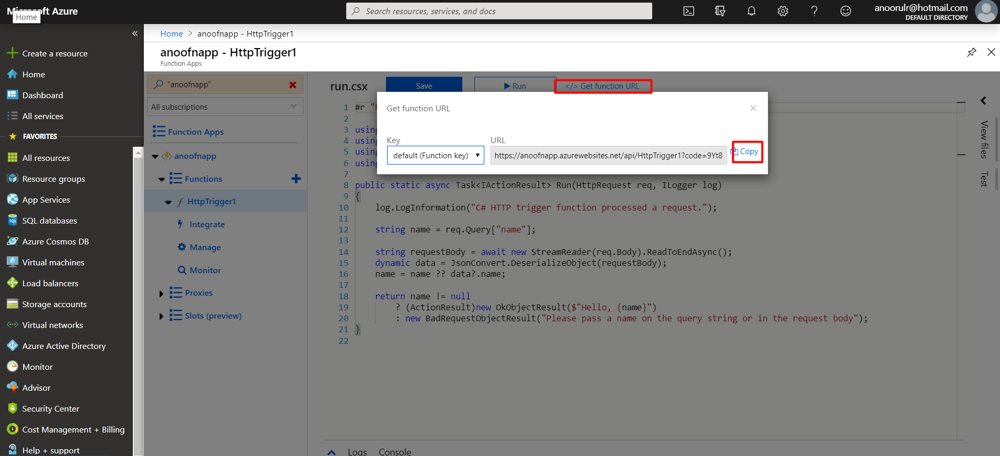 Microsoft Azure
Home
Search resources, services, and docs
anoorulr@hotmail.com
DEFAULT DIRECTORY
«
Create a resource
Home
Dashboard
All services
FAVORITES
All resources
Resource groups
App Services
SQL databases
Azure Cosmos DB
Virtual machines
Load balancers
Storage accounts
Virtual networks
Azure Active Directory
Monitor
Advisor
Security Center
Cost Management + Billing
Help + support
Home > anoofnapp - HttpTrigger1
anoofnapp - HttpTrigger1
Function Apps
"anoofnapp"
All subscriptions
Function Apps
anoofnapp
Functions
HttpTrigger1
Integrate
Manage
Monitor
Proxies
Slots (preview)
run.csx
Save
Run
</> Get function URL
Get function URL
Key
URL
default (Function key)
https://anoofnapp.azurewebsites.net/api/HttpTrigger1?code=9Yt8
Copy
1 #r
2
3 using
4 using
5 using
6 using
7
8 public static async Task<IActionResult> Run(HttpRequest req, ILogger log)
9 {
10 log.LogInformation("C# HTTP trigger function processed a request.");
11
12 string name = req.Query["name"];
13
14 string requestBody = await new StreamReader(req.Body).ReadToEndAsync();
15 dynamic data = JsonConvert.DeserializeObject(requestBody);
16 name = name ?? data?.name;
17
18 return name != null
19 ? (ActionResult)new OkObjectResult($"Hello, {name}")
20 : new BadRequestObjectResult("Please pass a name on the query string or in the request body");
21 }
22
View files
Test
Logs
Console